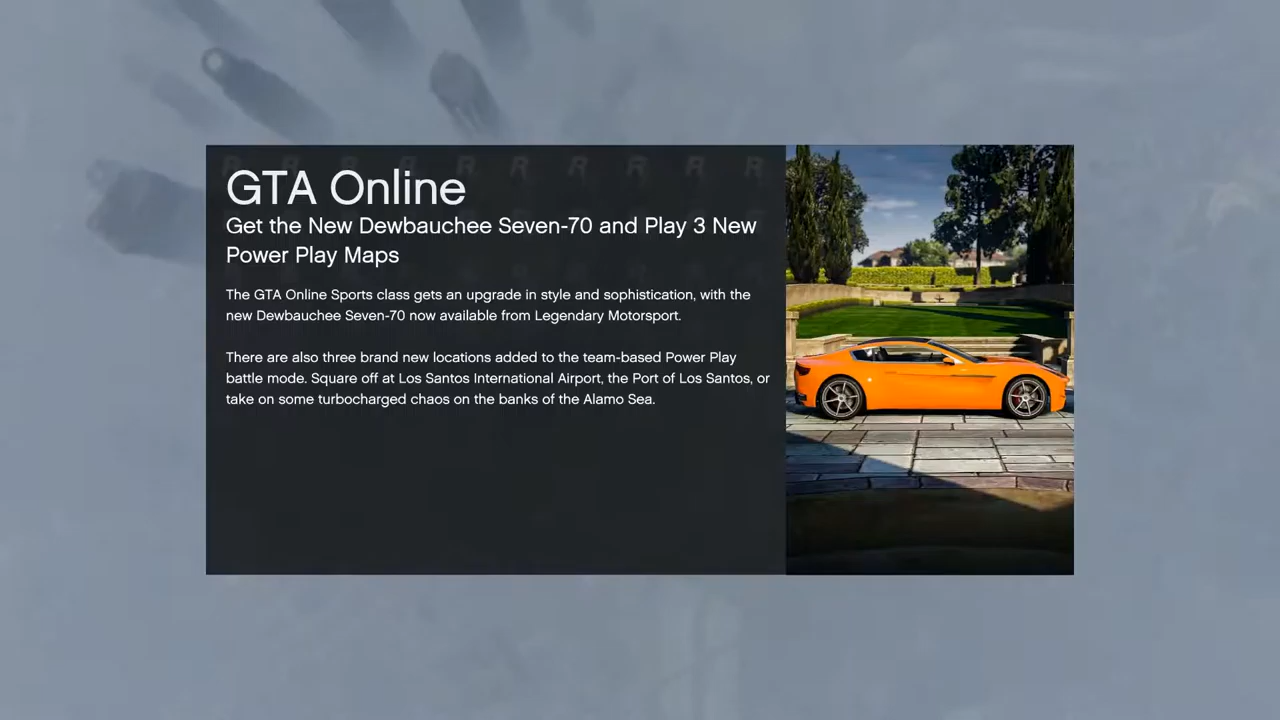 GTA Online
Get the New Dewbauchee Seven-70 and Play 3 New
Power Play Maps
The GTA Online Sports class gets an upgrade in style and sophistication, with the
new Dewbauchee Seven-70 now available from Legendary Motorsport.
There are also three brand new locations added to the team-based Power Play
battle mode. Square off at Los Santos International Airport, the Port of Los Santos, or
take on some turbocharged chaos on the banks of the Alamo Sea.